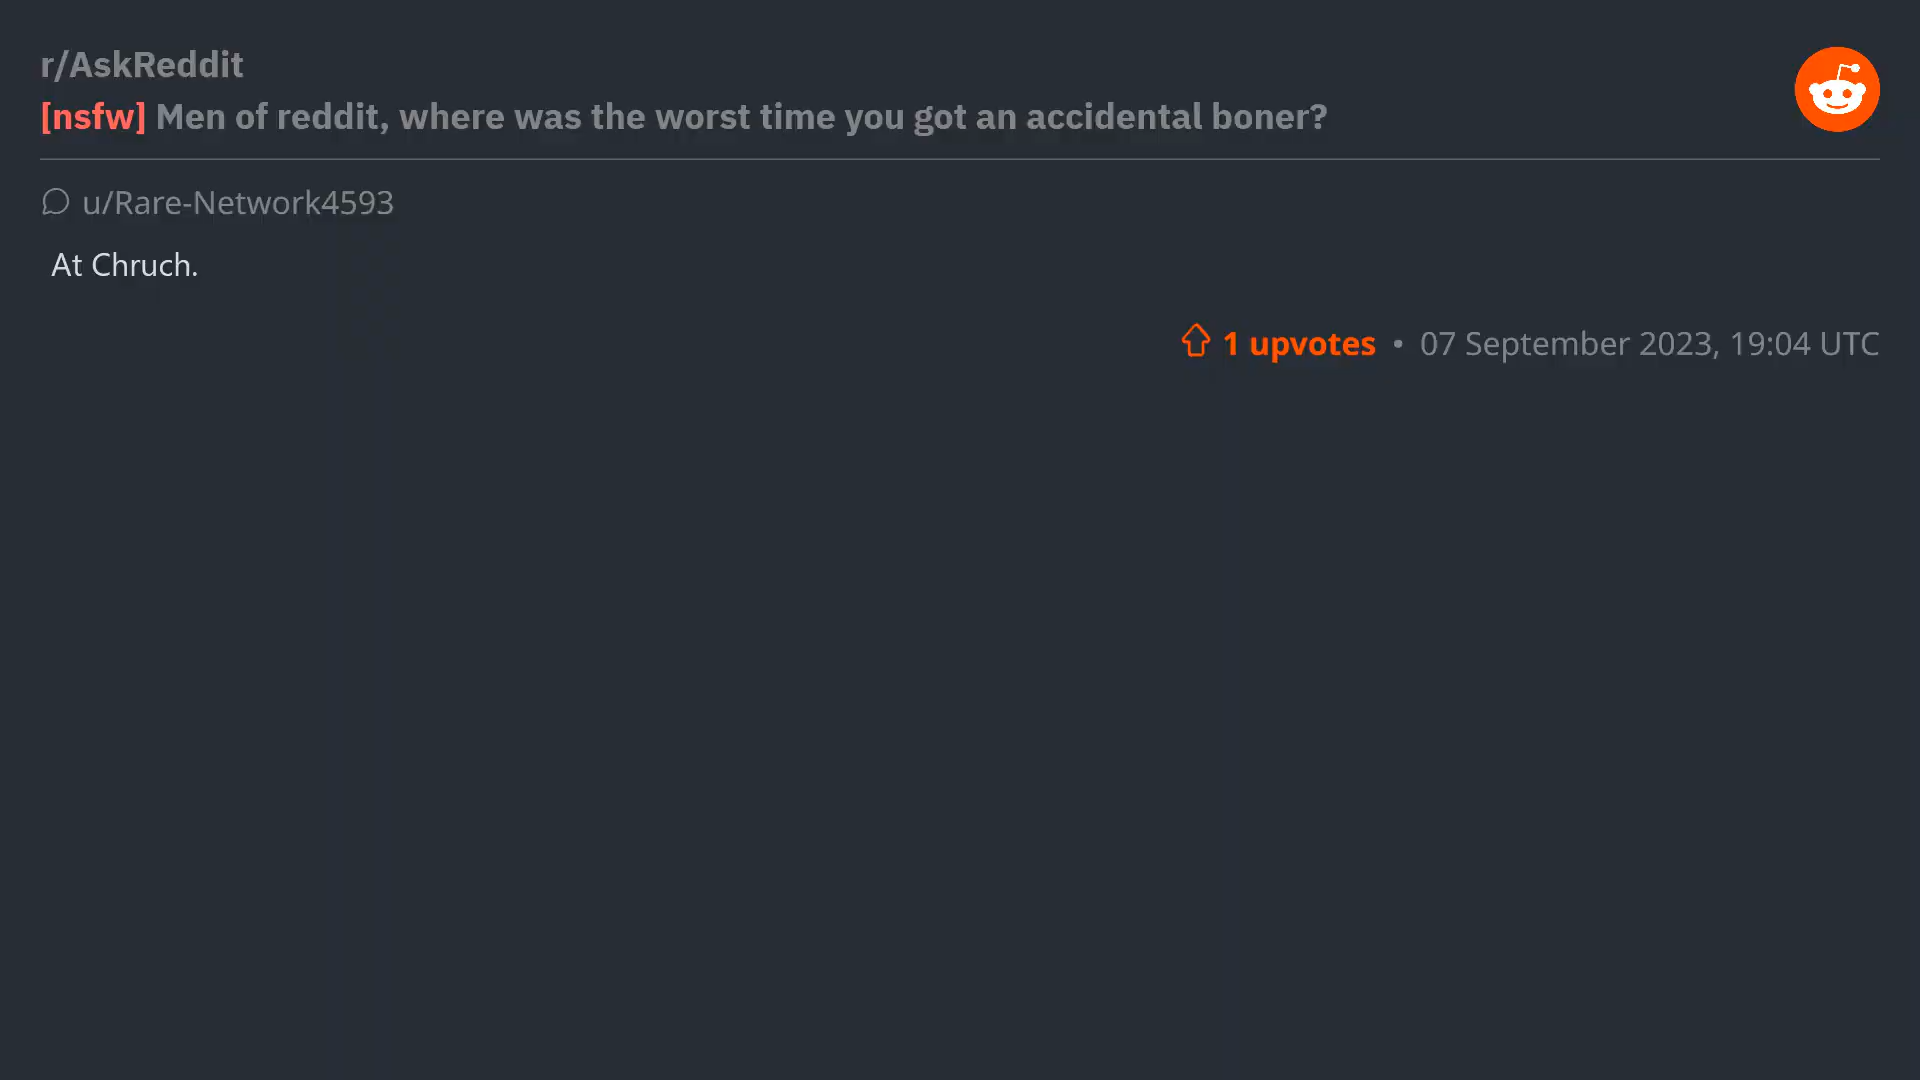 r/AskReddit
[nsfw] Men of reddit, where was the worst time you got an accidental boner?
u/Rare-Network4593
At Chruch.
1 upvotes • 07 September 2023, 19:04 UTC